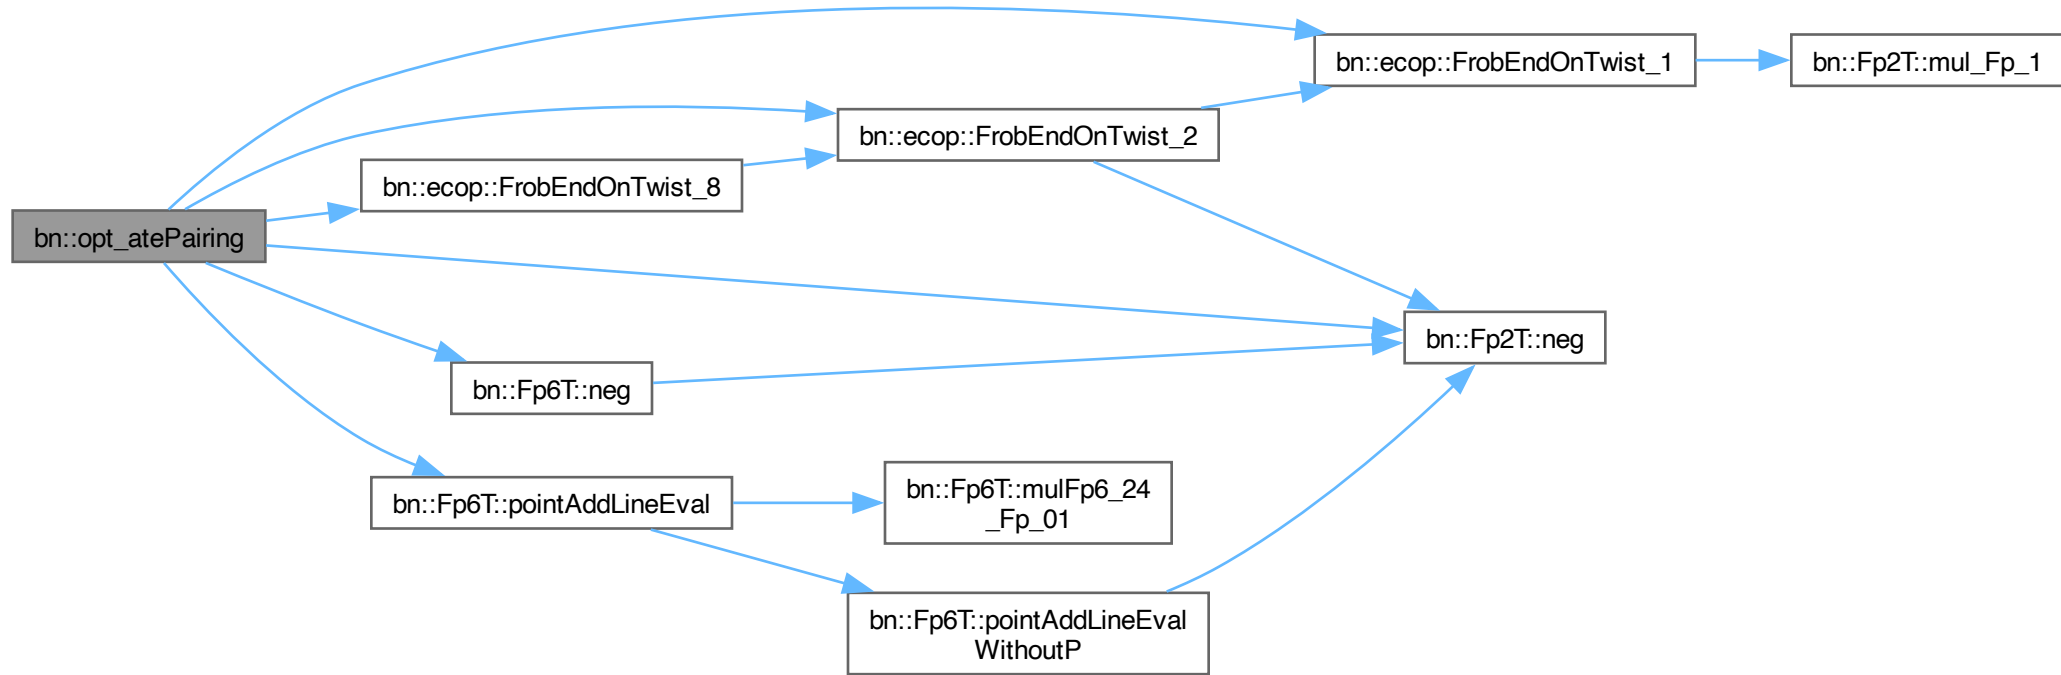 bn::opt_atePairing
bn::ecop::FrobEndOnTwist_1
bn::Fp2T::mul_Fp_1
bn::ecop::FrobEndOnTwist_2
bn::ecop::FrobEndOnTwist_8
bn::Fp2T::neg
bn::Fp6T::neg
bn::Fp6T::pointAddLineEval
bn::Fp6T::mulFp6_24
_Fp_01
bn::Fp6T::pointAddLineEval
WithoutP